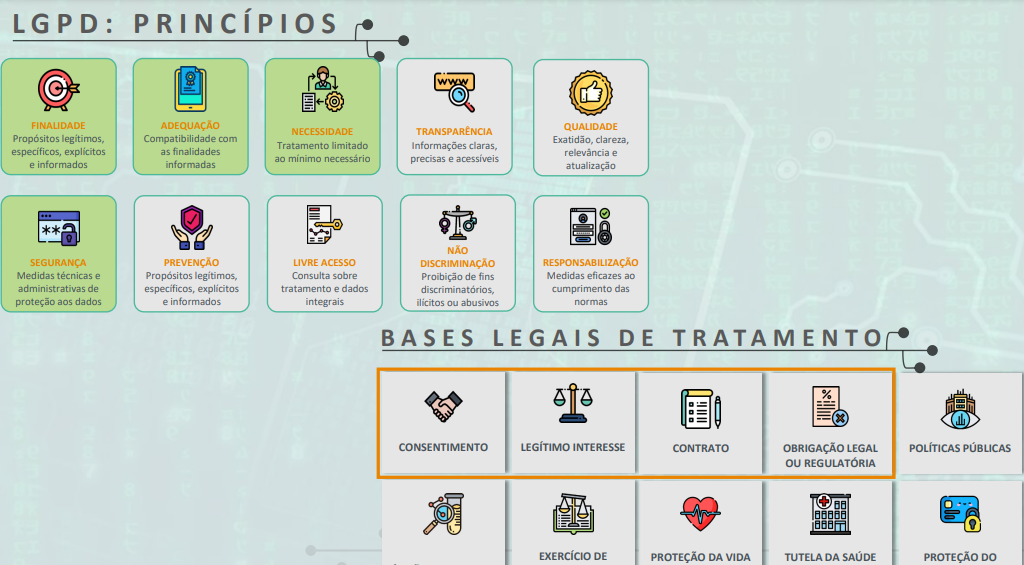 LGPD: PRINCÍPIOS
FINALIDADE
Propósitos legítimos,
específicos, explícitos
e informados
ADEQUAÇÃO
Compatibilidade com
as finalidades
informadas
NECESSIDADE
Tratamento limitado
ao mínimo necessário
WWW
TRANSPARÊNCIA
Informações claras,
precisas e acessíveis
QUALIDADE
Exatidão, clareza,
relevância e
atualização
SEGURANÇA
Medidas técnicas e
administrativas de
proteção aos dados
PREVENÇÃO
Propósitos legítimos,
específicos, explícitos
e informados
LIVRE ACESSO
Consulta sobre
tratamento e dados
integrais
NÃO
DISCRIMINAÇÃO
Proibição de fins
discriminatórios,
ilícitos ou abusivos
RESPONSABILIZAÇÃO
Medidas eficazes ao
cumprimento das
normas
BASES LEGAIS DE TRATAMENTO
CONSENTIMENTO
LEGÍTIMO INTERESSE
CONTRATO
OBRIGAÇÃO LEGAL
OU REGULATÓRIA
POLÍTICAS PÚBLICAS
EXERCÍCIO DE
PROTEÇÃO DA VIDA
TUTELA DA SAÚDE
PROTEÇÃO DO